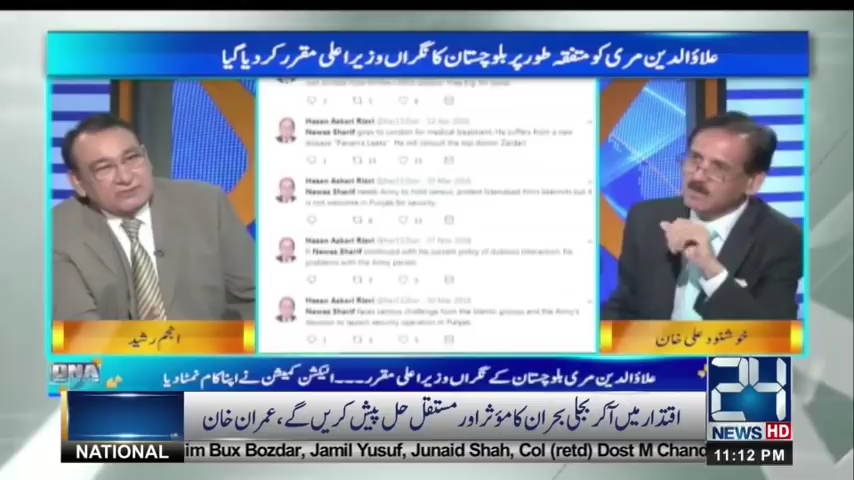 علاؤالدین مری کو متفقہ طور پر بلوچستان کا نگراں وزیر اعلی مقرر کر دیا گیا
Hasan Askari Rizvi
Nawaz Sharif goes to London for medical treatment. He suffers from a new
disease "Panama Leaks". He will consult the top doctor Zardari
Hasan Askari Rizvi
Nawaz Sharif needs Army to hold census, protect Islamabad from Islamists but it
is not welcome in Punjab for security.
Hasan Askari Rizvi
If Nawaz Sharif continued with his current policy of dubious interaction, his
problems with the Army persist.
Hasan Askari Rizvi
Nawaz Sharif faces serious challenge from the Islamic groups and the Army's
decision to launch security operation in Punjab.
انجم رشید
خوشنود علی خان
DNA
علاؤالدین مری بلوچستان کے نگراں وزیر اعلی مقرر۔۔۔الیکشن کمیشن نے اپنا کام نمٹا دیا
اقتدار میں آکر بجلی بحران کا مؤثر اور مستقل حل پیش کریں گے، عمران خان
24
NEWS HD
NATIONAL
im Bux Bozdar, Jamil Yusuf, Junaid Shah, Col (retd) Dost M Chand
11:12 PM